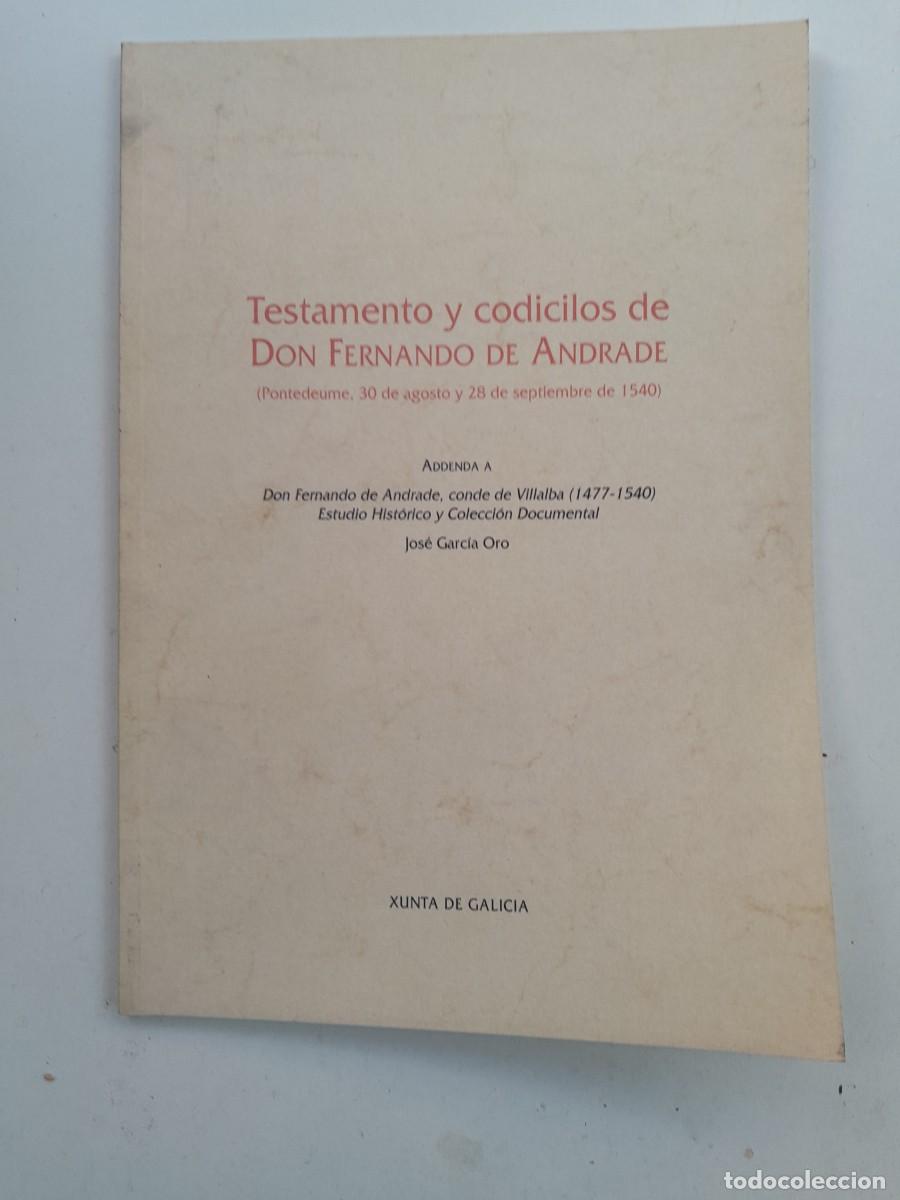 Testamento y codicilos de
DON FERNANDO DE ANDRADE
(Pontedeume, 30 de agosto y 28 de septiembre de 1540)
ADDENDA A
Don Fernando de Andrade, conde de Villalba (1477-1540)
Estudio Histórico y Colección Documental
José García Oro
XUNTA DE GALICIA
todocoleccion